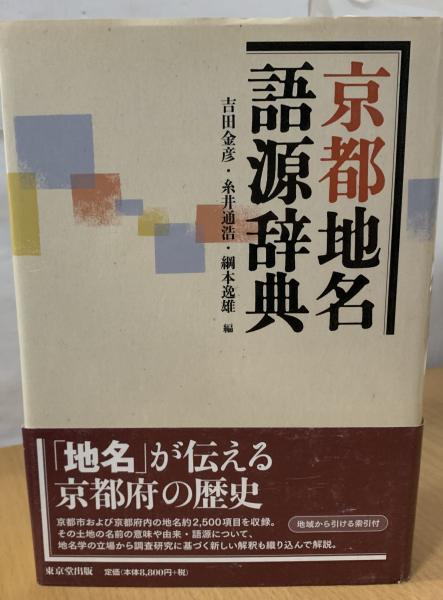 京都地名
語源辞典
吉田金彦・糸井通浩・綱本逸雄 編
「地名」が伝える
京都府の歴史
京都市および京都府内の地名約2,500項目を収録。
その土地の名前の意味や由来・語源について、
地名学の立場から調査研究に基づく新しい解釈も織り込んで解説。
地域から引ける索引付
東京堂出版
定価(本体8,800円+税)